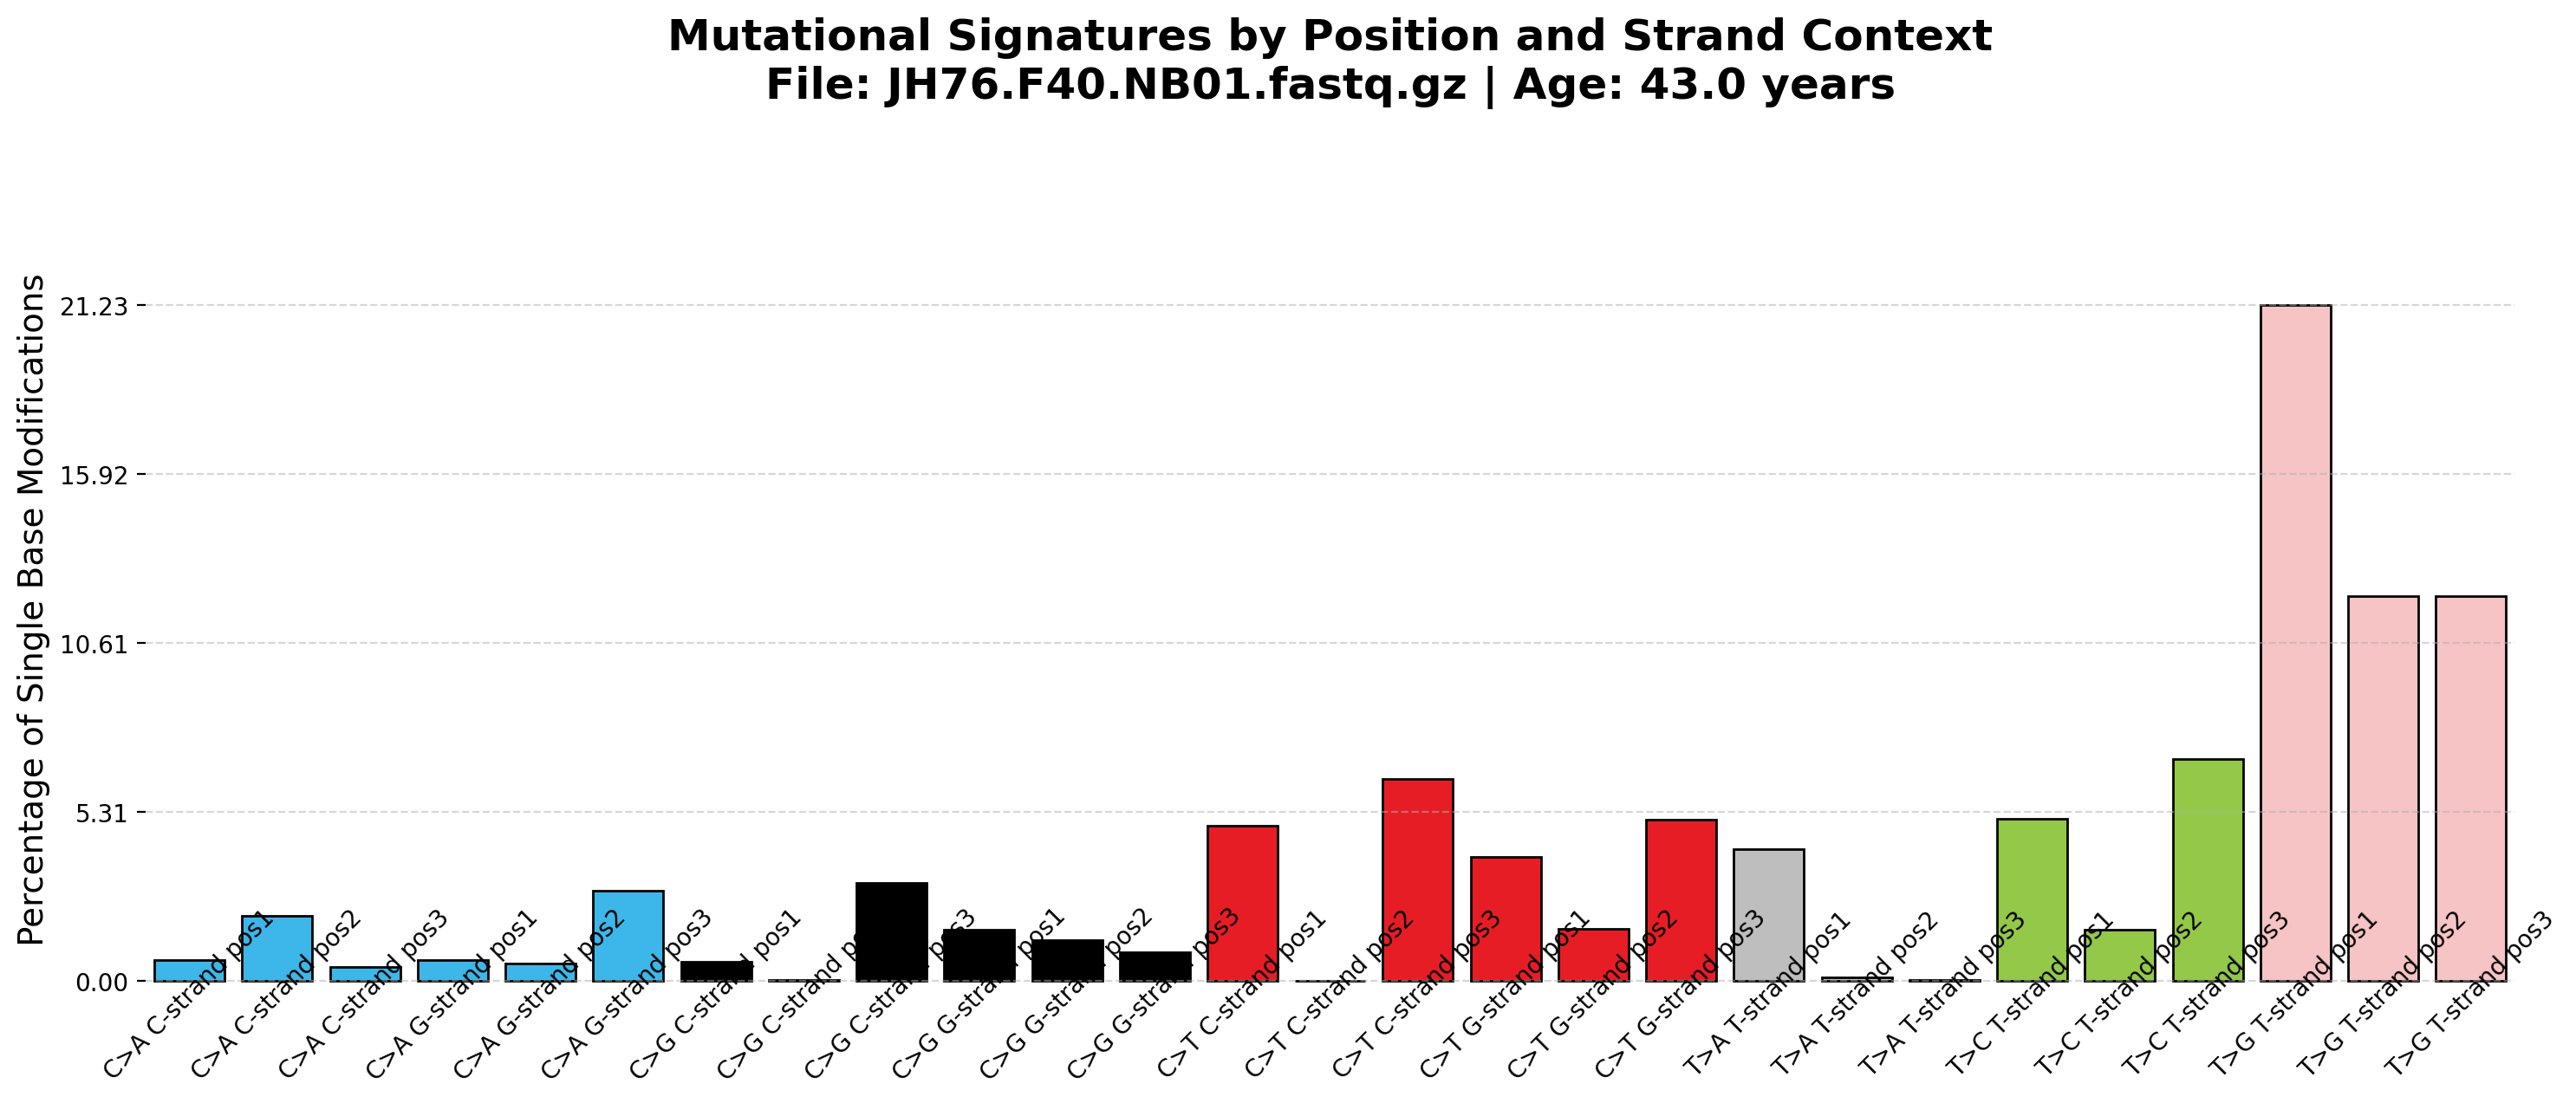 Mutational Signatures by Position and Strand Context
File: JH76.F40.NB01.fastq.gz | Age: 43.0 years
Percentage of Single Base Modifications
21.23
15.92
10.61
5.31
0.00
C>A C-strand pos1
C>A C-strand pos2
C>A C-strand pos3
C>A G-strand pos1
C>A G-strand pos2
C>A G-strand pos3
C>G C-strand pos1
C>G C-strand pos2
C>G C-strand pos3
C>G G-strand pos1
C>G G-strand pos2
C>G G-strand pos3
C>T C-strand pos1
C>T C-strand pos2
C>T C-strand pos3
C>T G-strand pos1
C>T G-strand pos2
C>T G-strand pos3
T>A T-strand pos1
T>A T-strand pos2
T>A T-strand pos3
T>C T-strand pos1
T>C T-strand pos2
T>C T-strand pos3
T>G T-strand pos1
T>G T-strand pos2
T>G T-strand pos3